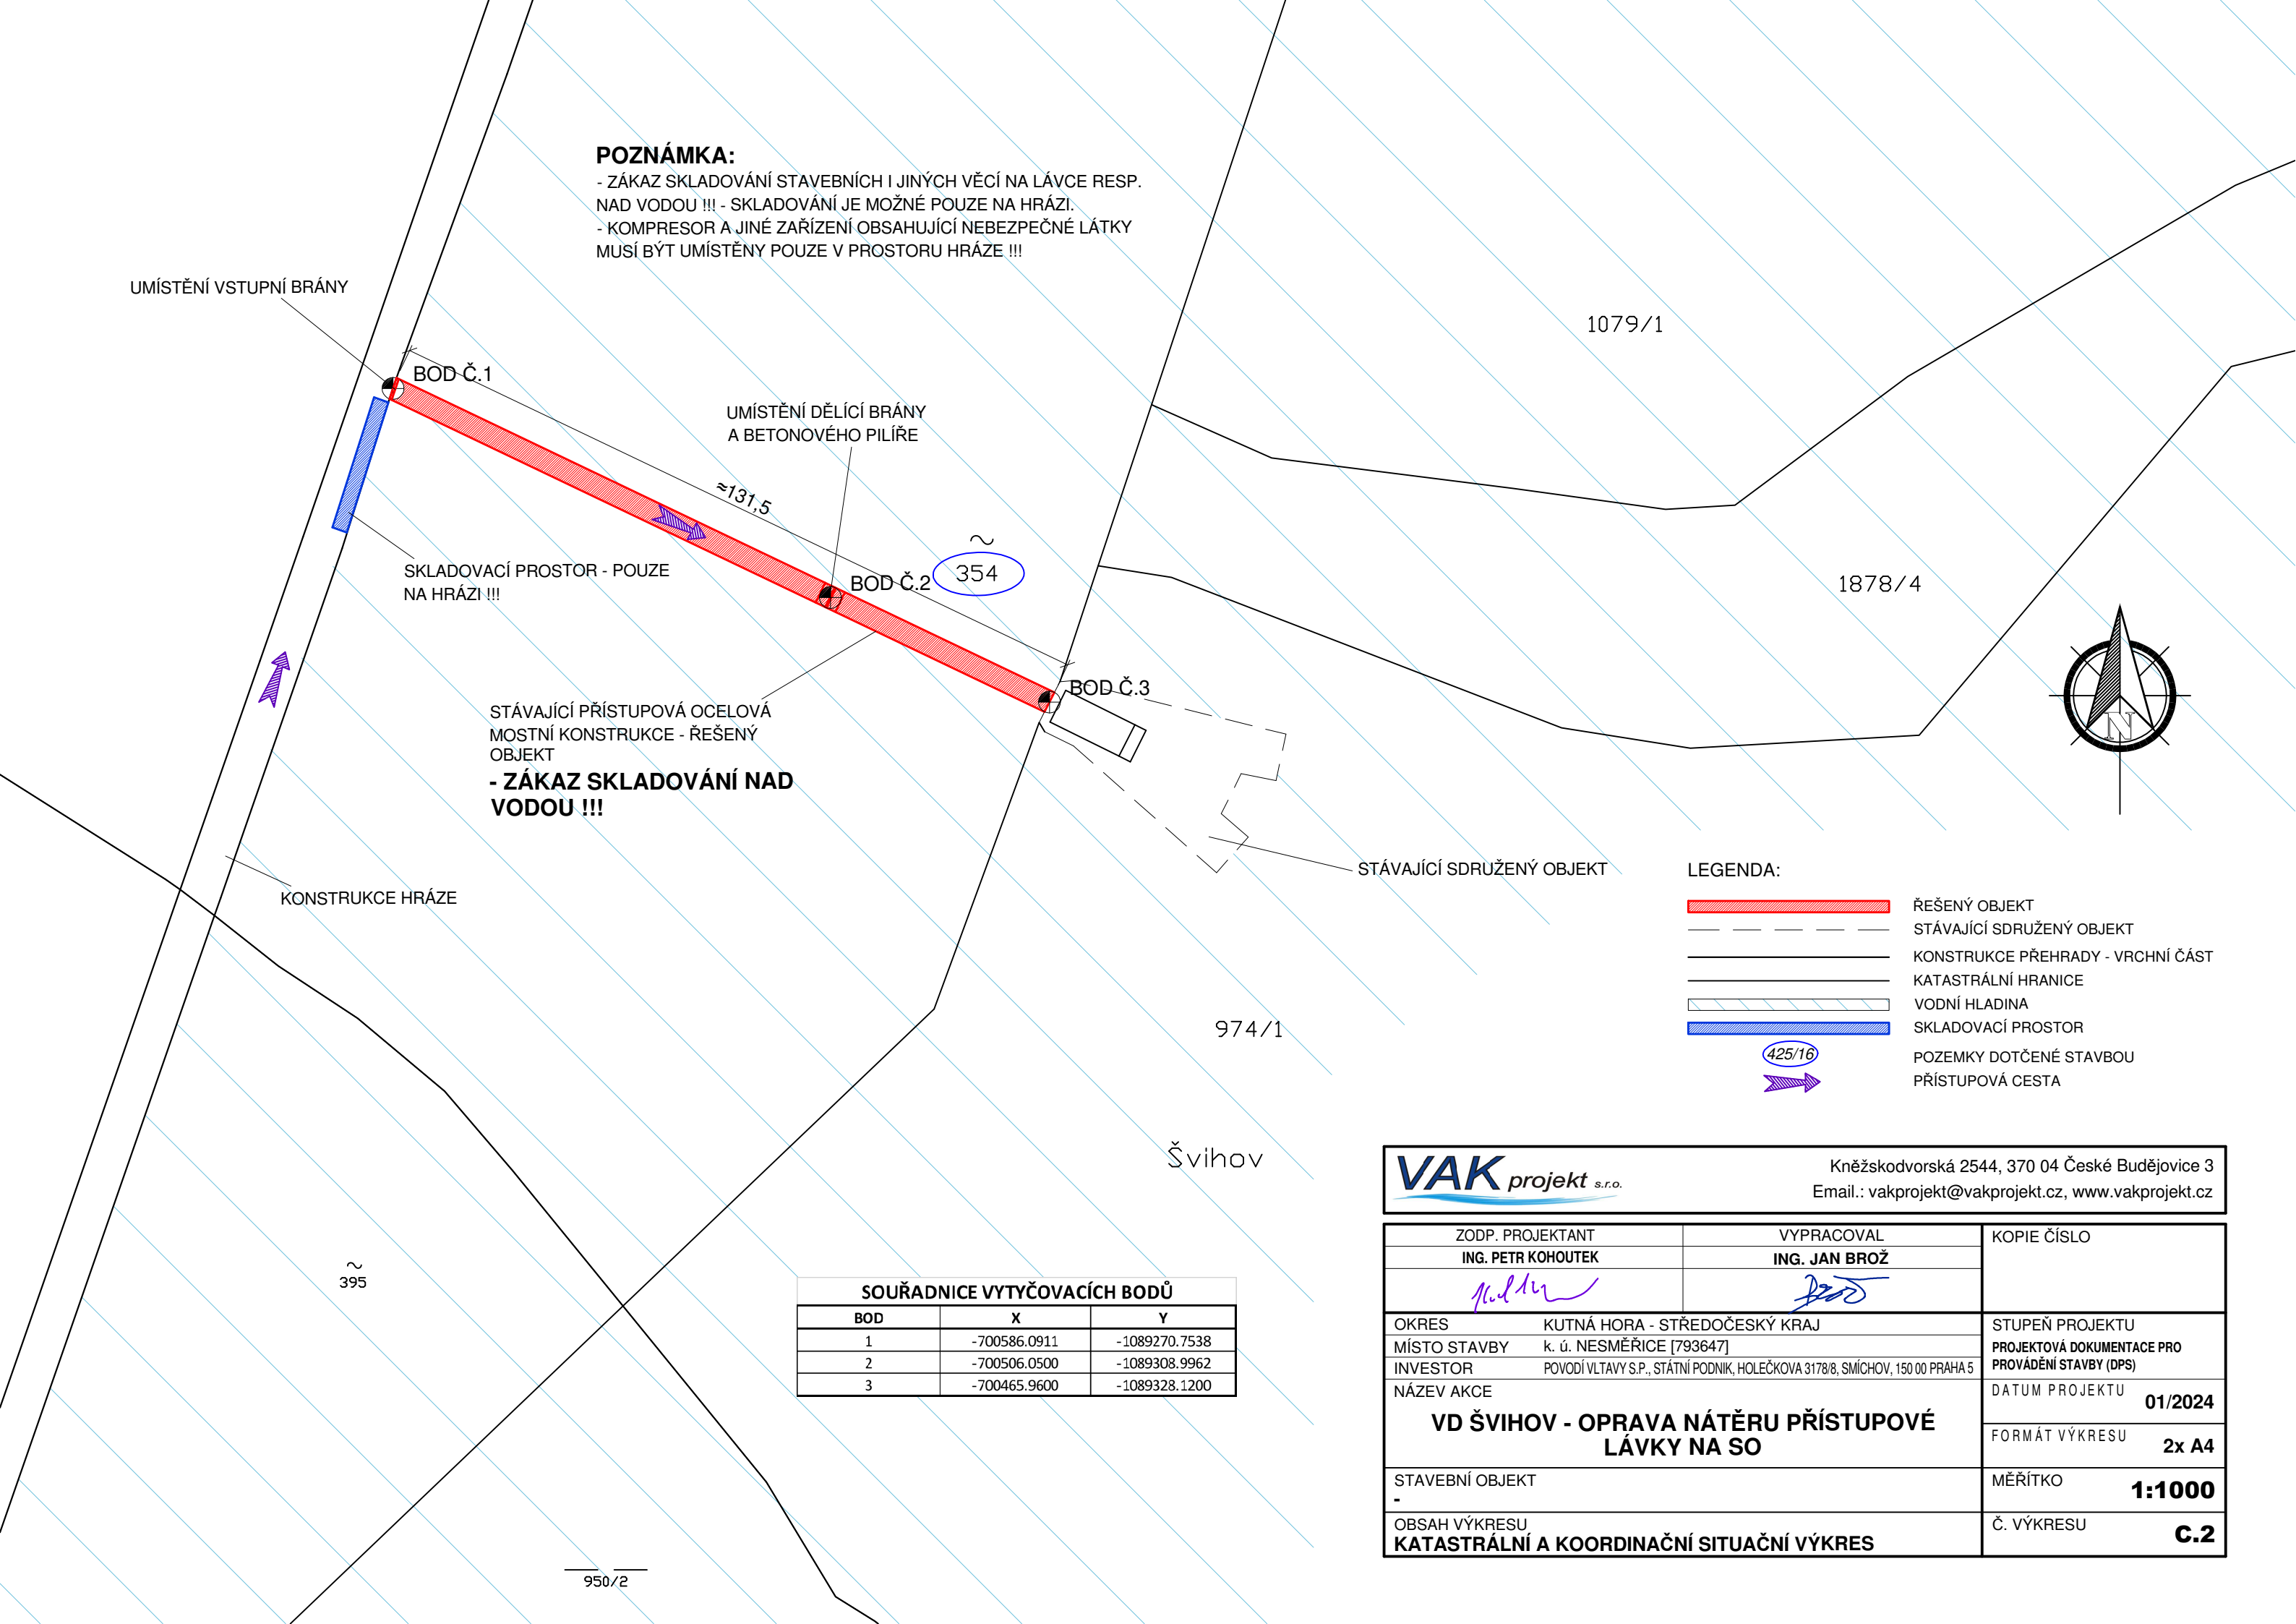 POZNÁMKA:
- ZÁKAZ SKLADOVÁNÍ STAVEBNÍCH I JINÝCH VĚCÍ NA LÁVCE RESP.
NAD VODOU !!! - SKLADOVÁNÍ JE MOŽNÉ POUZE NA HRÁZI.
- KOMPRESOR A JINÉ ZAŘÍZENÍ OBSAHUJÍCÍ NEBEZPEČNÉ LÁTKY
MUSÍ BÝT UMÍSTĚNY POUZE V PROSTORU HRÁZE !!!
UMÍSTĚNÍ VSTUPNÍ BRÁNY
1079/1
BOD Č.1
UMÍSTĚNÍ DĚLÍCÍ BRÁNY
A BETONOVÉHO PILÍŘE
≈131,5
~
354
BOD Č.2
SKLADOVACÍ PROSTOR - POUZE
NA HRÁZI !!!
1878/4
BOD Č.3
N
STÁVAJÍCÍ PŘÍSTUPOVÁ OCELOVÁ
MOSTNÍ KONSTRUKCE - ŘEŠENÝ
OBJEKT
- ZÁKAZ SKLADOVÁNÍ NAD
VODOU !!!
STÁVAJÍCÍ SDRUŽENÝ OBJEKT
KONSTRUKCE HRÁZE
LEGENDA:
ŘEŠENÝ OBJEKT
STÁVAJÍCÍ SDRUŽENÝ OBJEKT
KONSTRUKCE PŘEHRADY - VRCHNÍ ČÁST
KATASTRÁLNÍ HRANICE
VODNÍ HLADINA
SKLADOVACÍ PROSTOR
425/16 POZEMKY DOTČENÉ STAVBOU
PŘÍSTUPOVÁ CESTA
974/1
Švihov
~
395
950/2
SOUŘADNICE VYTYČOVACÍCH BODŮ
BOD X Y
1 -700586.0911 -1089270.7538
2 -700506.0500 -1089308.9962
3 -700465.9600 -1089328.1200
VAK projekt s.r.o.
Kněžskodvorská 2544, 370 04 České Budějovice 3
Email.: vakprojekt@vakprojekt.cz, www.vakprojekt.cz
ZODP. PROJEKTANT VYPRACOVAL KOPIE ČÍSLO
ING. PETR KOHOUTEK ING. JAN BROŽ
OKRES KUTNÁ HORA - STŘEDOČESKÝ KRAJ
MÍSTO STAVBY k. ú. NESMĚŘICE [793647]
INVESTOR POVODÍ VLTAVY S.P., STÁTNÍ PODNIK, HOLEČKOVA 3178/8, SMÍCHOV, 150 00 PRAHA 5
STUPEŇ PROJEKTU
PROJEKTOVÁ DOKUMENTACE PRO
PROVÁDĚNÍ STAVBY (DPS)
NÁZEV AKCE
VD ŠVIHOV - OPRAVA NÁTĚRU PŘÍSTUPOVÉ
LÁVKY NA SO
DATUM PROJEKTU 01/2024
FORMÁT VÝKRESU 2x A4
STAVEBNÍ OBJEKT
-
MĚŘÍTKO 1:1000
OBSAH VÝKRESU
KATASTRÁLNÍ A KOORDINAČNÍ SITUAČNÍ VÝKRES
Č. VÝKRESU C.2